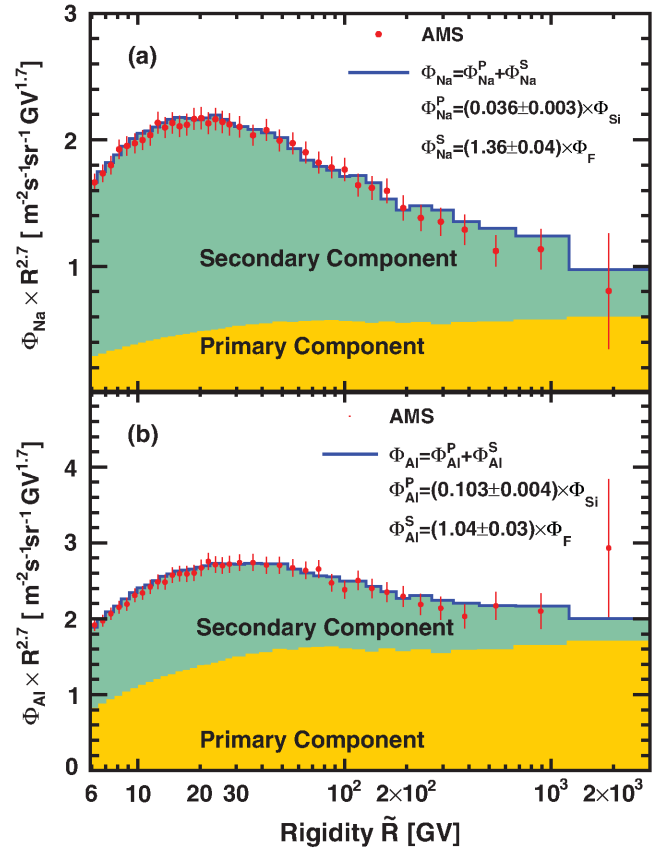 (a)
AMS
Φ_Na=Φ^P_Na+Φ^S_Na
Φ^P_Na=(0.036±0.003)×Φ_Si
Φ^S_Na=(1.36±0.04)×Φ_F
3
2
1
Φ_Na × R^2.7 [ m^-2s^-1sr^-1 GV^1.7]
Secondary Component
Primary Component
(b)
AMS
Φ_Al=Φ^P_Al+Φ^S_Al
Φ^P_Al=(0.103±0.004)×Φ_Si
Φ^S_Al=(1.04±0.03)×Φ_F
4
3
2
1
0
Φ_Al × R^2.7 [ m^-2s^-1sr^-1 GV^1.7]
Secondary Component
Primary Component
6 10 20 30 10^2 2×10^2 10^3 2×10^3
Rigidity R̃ [GV]